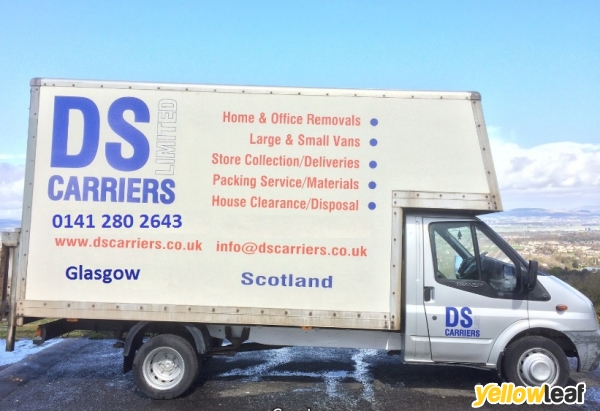 DS
LIMITED
CARRIERS
0141 280 2643
www.dscarriers.co.uk info@dscarriers.co.uk
Glasgow
Scotland
Home & Office Removals
Large & Small Vans
Store Collection/Deliveries
Packing Service/Materials
House Clearance/Disposal
DS
CARRIERS
yellowleaf